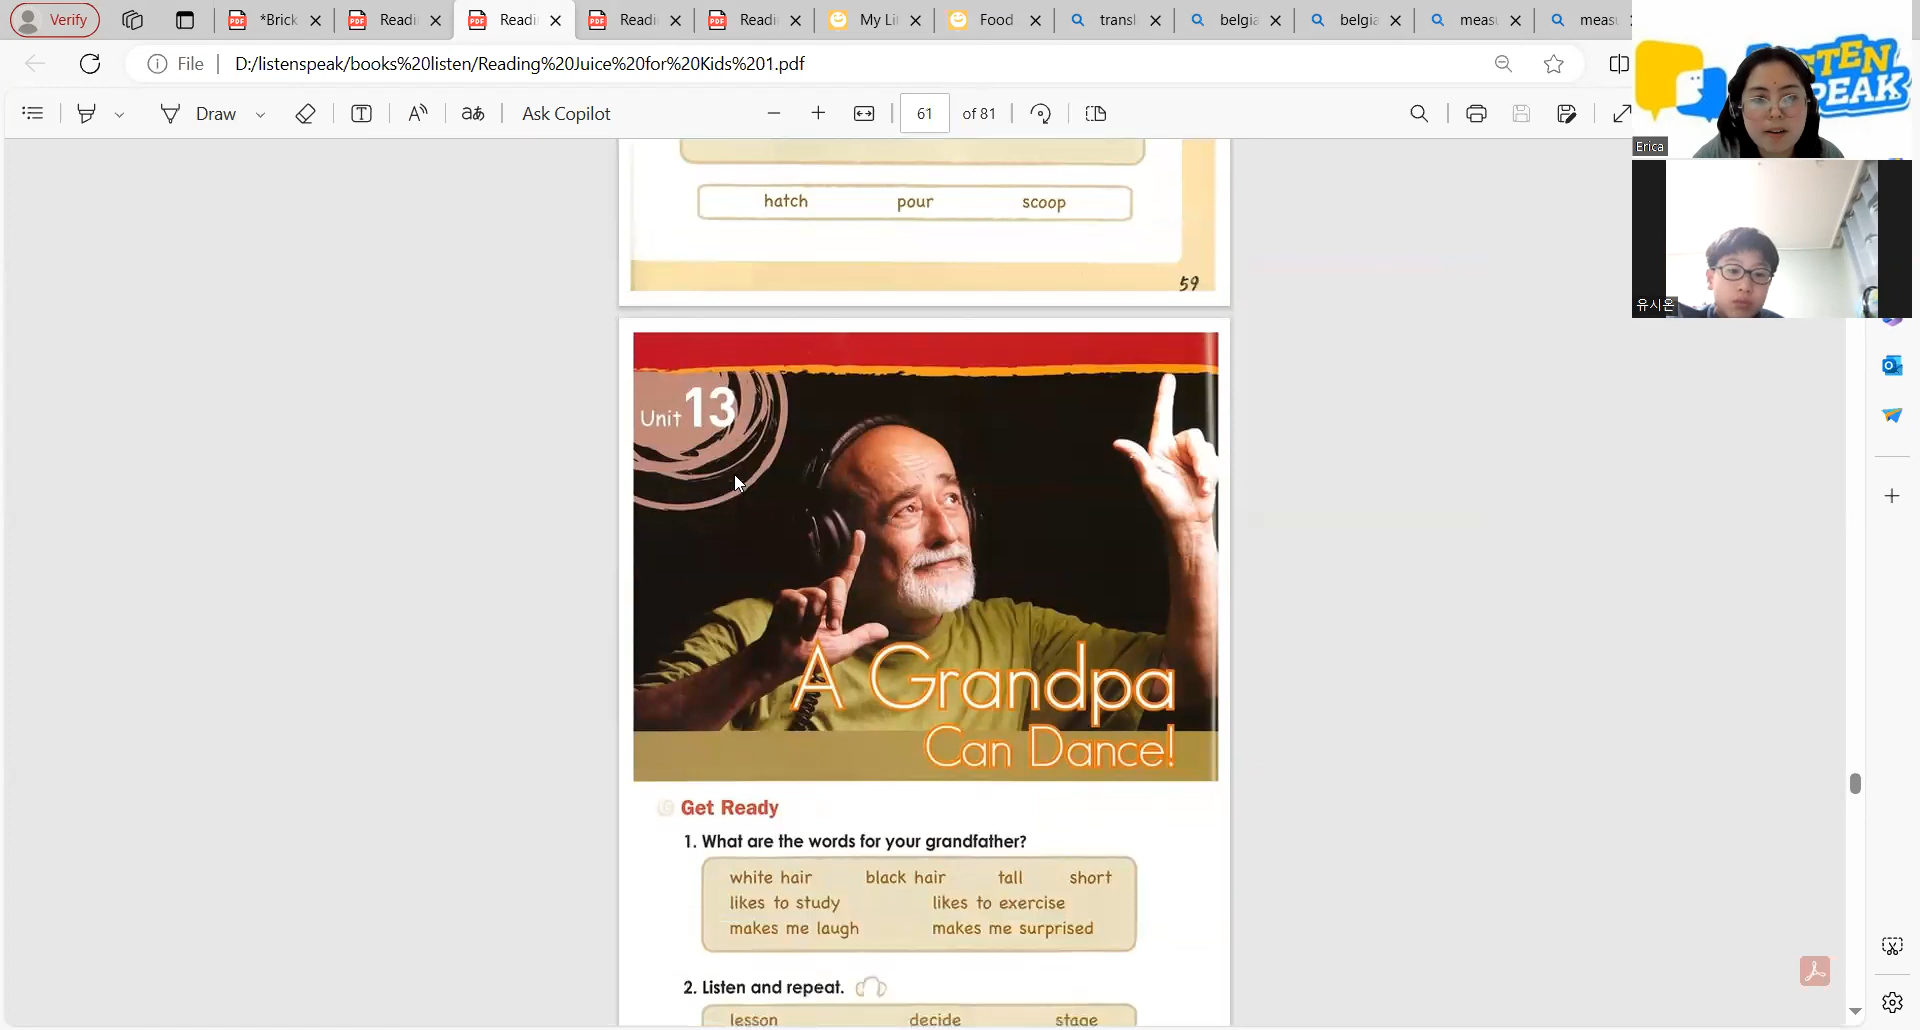 Verify
*Brick
Readi
Readi
Readi
Readi
My Li
Food
transl
belgia
belgia
meas
meas
File
D:/listenspeak/books%20listen/Reading%20Juice%20for%20Kids%201.pdf
Draw
aあ
Ask Copilot
61 of 81
LISTEN
SPEAK
Erica
유시온
hatch pour scoop
59
Unit 13
A Grandpa
Can Dance!
Get Ready
1. What are the words for your grandfather?
white hair black hair tall short
likes to study likes to exercise
makes me laugh makes me surprised
2. Listen and repeat.
lesson decide stage